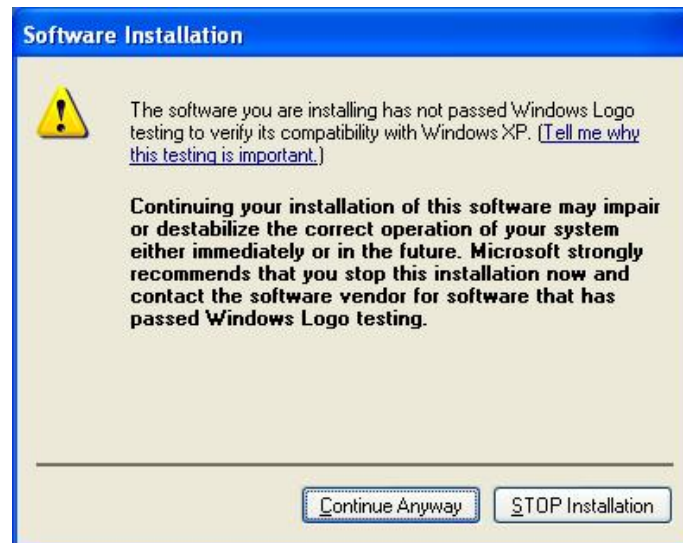 Software Installation
The software you are installing has not passed Windows Logo
testing to verify its compatibility with Windows XP. (Tell me why
this testing is important.)
Continuing your installation of this software may impair
or destabilize the correct operation of your system
either immediately or in the future. Microsoft strongly
recommends that you stop this installation now and
contact the software vendor for software that has
passed Windows Logo testing.
Continue Anyway
STOP Installation